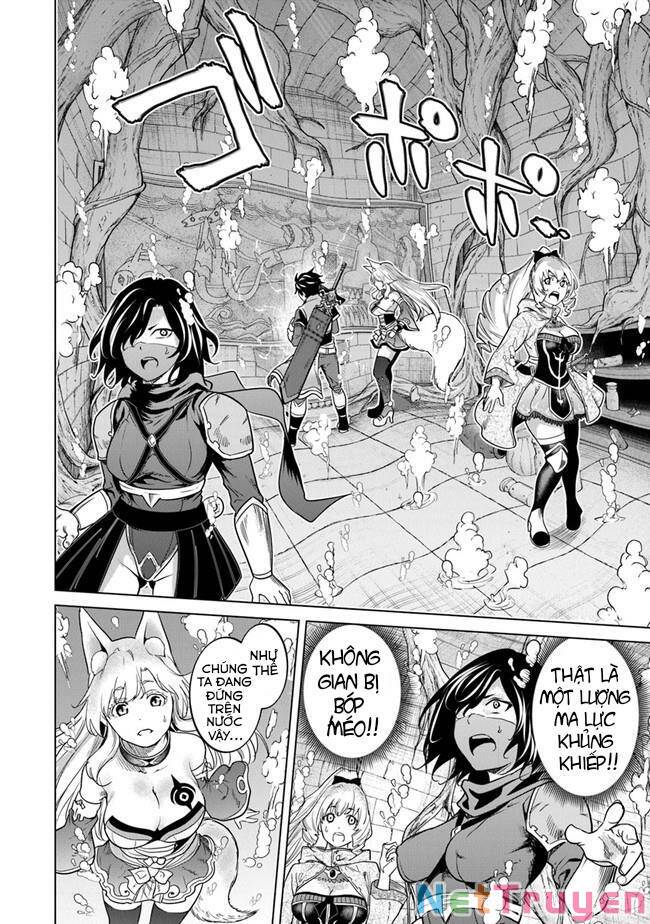 ゴポポ...
THẬT LÀ
MỘT LƯỢNG
MA LỰC
KHỦNG
KHIẾP!!
KHÔNG
GIAN BỊ
BÓP
MÉO!!
NHƯ THỂ
CHÚNG
TA ĐANG
ĐỨNG TRÊN
NƯỚC
VẬY...
NetTruyen